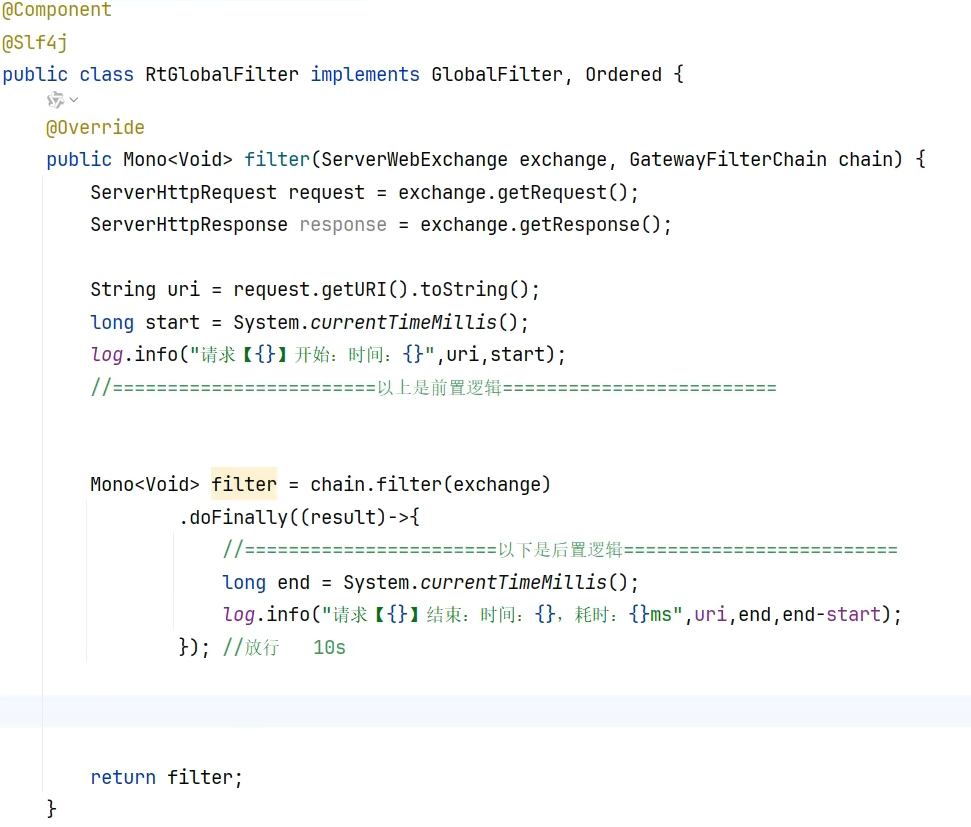 @Component
@Slf4j
public class RtGlobalFilter implements GlobalFilter, Ordered {
@Override
public Mono<Void> filter(ServerWebExchange exchange, GatewayFilterChain chain) {
ServerHttpRequest request = exchange.getRequest();
ServerHttpResponse response = exchange.getResponse();
String uri = request.getURI().toString();
long start = System.currentTimeMillis();
log.info("请求【{}】开始：时间：{}",uri,start);
//========================以上是前置逻辑=========================
Mono<Void> filter = chain.filter(exchange)
.doFinally((result)->{
//=======================以下是后置逻辑=========================
long end = System.currentTimeMillis();
log.info("请求【{}】结束：时间：{}，耗时：{}ms",uri,end,end-start);
}); //放行   10s
return filter;
}